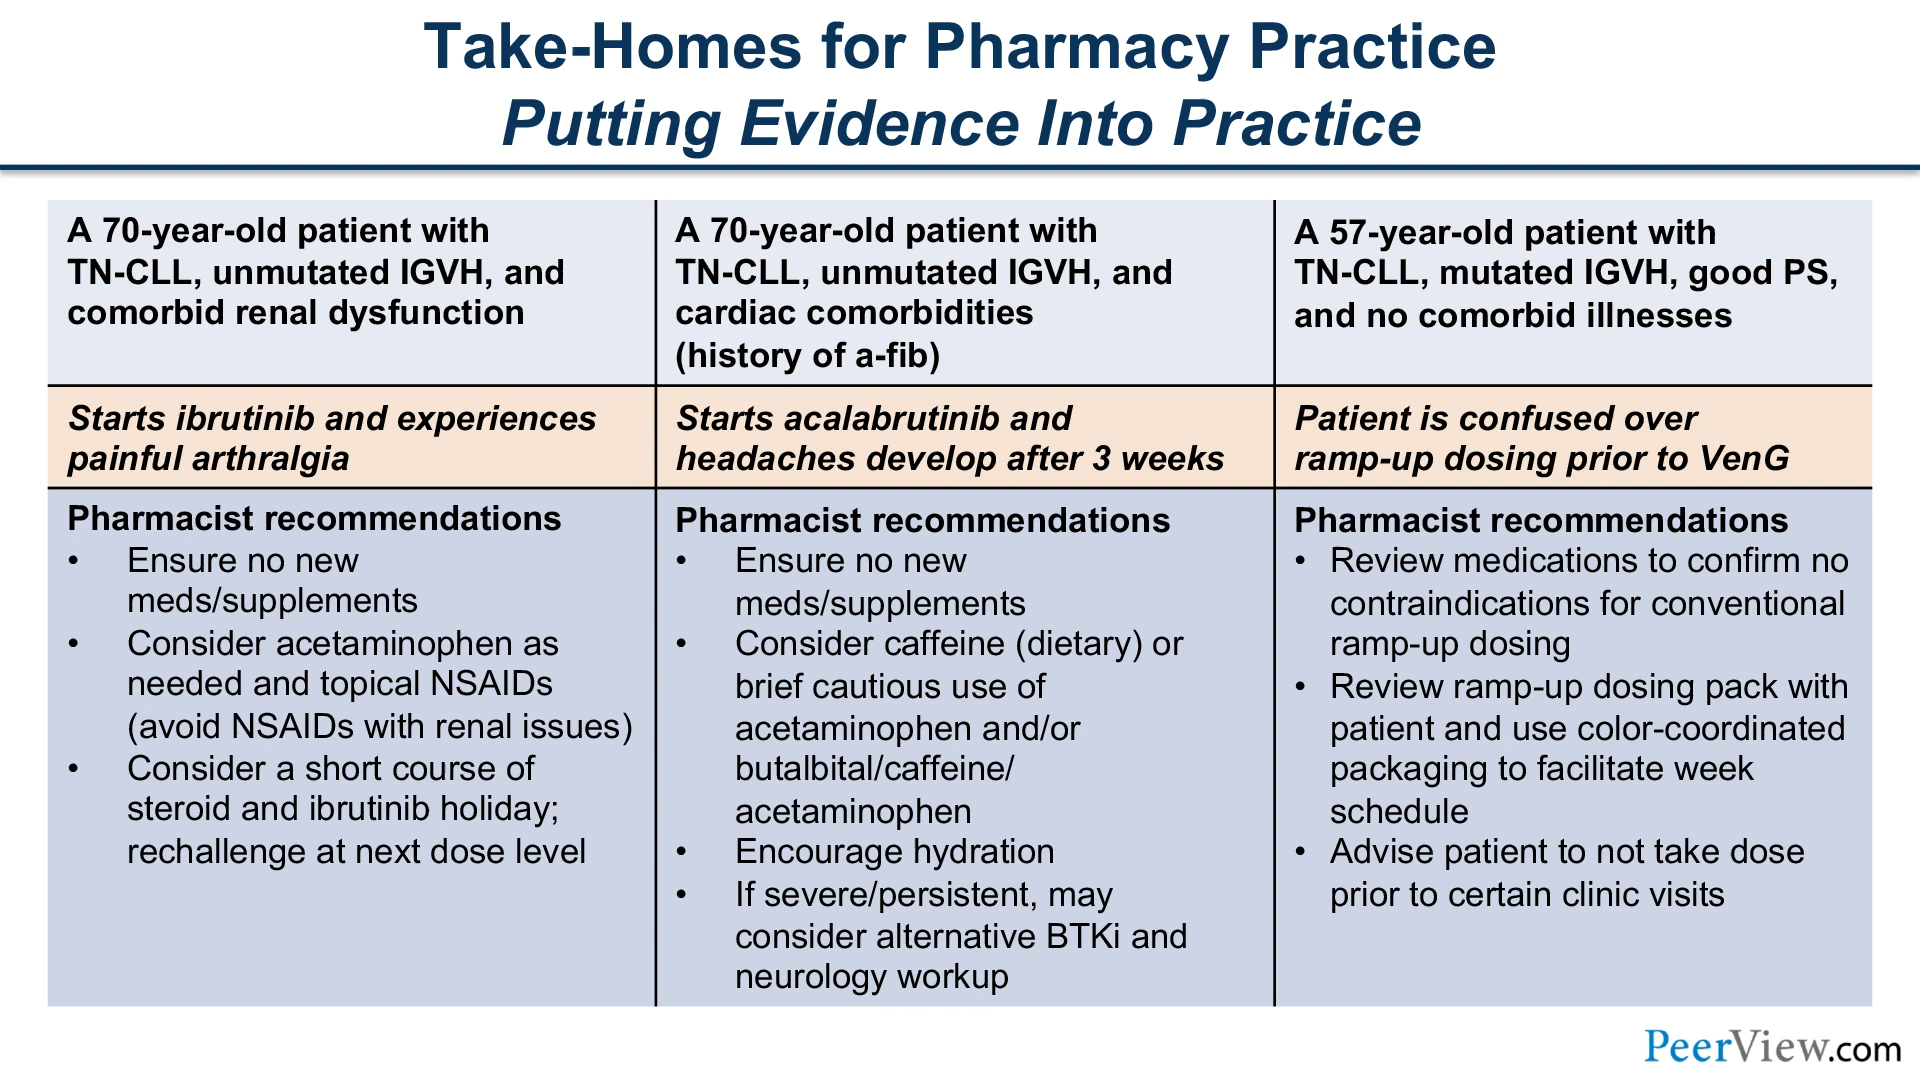 Take-Homes for Pharmacy Practice
Putting Evidence Into Practice
A 70-year-old patient with
TN-CLL, unmutated IGVH, and
comorbid renal dysfunction
A 70-year-old patient with
TN-CLL, unmutated IGVH, and
cardiac comorbidities
(history of a-fib)
A 57-year-old patient with
TN-CLL, mutated IGVH, good PS,
and no comorbid illnesses
Starts ibrutinib and experiences
painful arthralgia
Starts acalabrutinib and
headaches develop after 3 weeks
Patient is confused over
ramp-up dosing prior to VenG
Pharmacist recommendations
• Ensure no new
meds/supplements
• Consider acetaminophen as
needed and topical NSAIDs
(avoid NSAIDs with renal issues)
• Consider a short course of
steroid and ibrutinib holiday;
rechallenge at next dose level
Pharmacist recommendations
• Ensure no new
meds/supplements
• Consider caffeine (dietary) or
brief cautious use of
acetaminophen and/or
butalbital/caffeine/
acetaminophen
• Encourage hydration
• If severe/persistent, may
consider alternative BTKi and
neurology workup
Pharmacist recommendations
• Review medications to confirm no
contraindications for conventional
ramp-up dosing
• Review ramp-up dosing pack with
patient and use color-coordinated
packaging to facilitate week
schedule
• Advise patient to not take dose
prior to certain clinic visits
PeerView.com